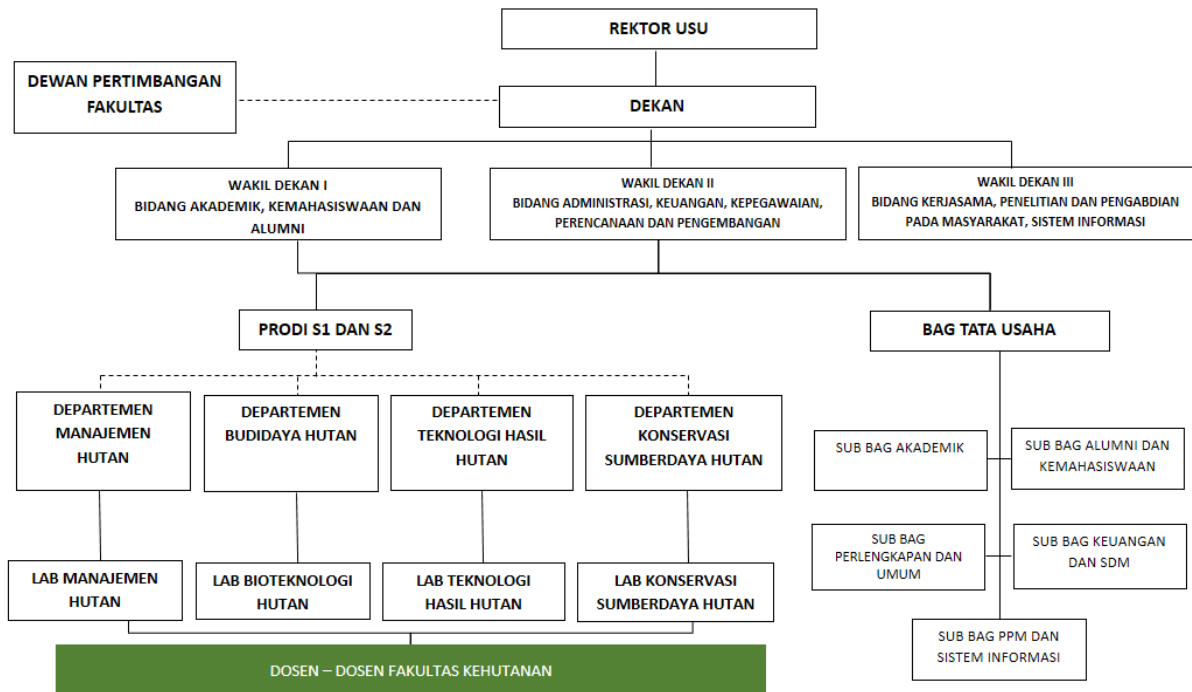 REKTOR USU
DEWAN PERTIMBANGAN
FAKULTAS
DEKAN
WAKIL DEKAN I
BIDANG AKADEMIK, KEMAHASISWAAN DAN
ALUMNI
WAKIL DEKAN II
BIDANG ADMINISTRASI, KEUANGAN, KEPEGAWAIAN,
PERENCANAAN DAN PENGEMBANGAN
WAKIL DEKAN III
BIDANG KERJASAMA, PENELITIAN DAN PENGABDIAN
PADA MASYARAKAT, SISTEM INFORMASI
PRODI S1 DAN S2
BAG TATA USAHA
DEPARTEMEN
MANAJEMEN
HUTAN
DEPARTEMEN
BUDIDAYA HUTAN
DEPARTEMEN
TEKNOLOGI HASIL
HUTAN
DEPARTEMEN
KONSERVASI
SUMBERDAYA HUTAN
SUB BAG AKADEMIK
SUB BAG ALUMNI DAN
KEMAHASISWAAN
SUB BAG
PERLENGKAPAN DAN
UMUM
SUB BAG KEUANGAN
DAN SDM
LAB MANAJEMEN
HUTAN
LAB BIOTEKNOLOGI
HUTAN
LAB TEKNOLOGI
HASIL HUTAN
LAB KONSERVASI
SUMBERDAYA HUTAN
SUB BAG PPM DAN
SISTEM INFORMASI
DOSEN – DOSEN FAKULTAS KEHUTANAN